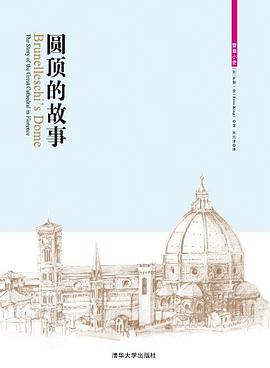 圆顶的故事
Brunelleschi's Dome
The Story of the Great Cathedral in Florence
清华大学出版社